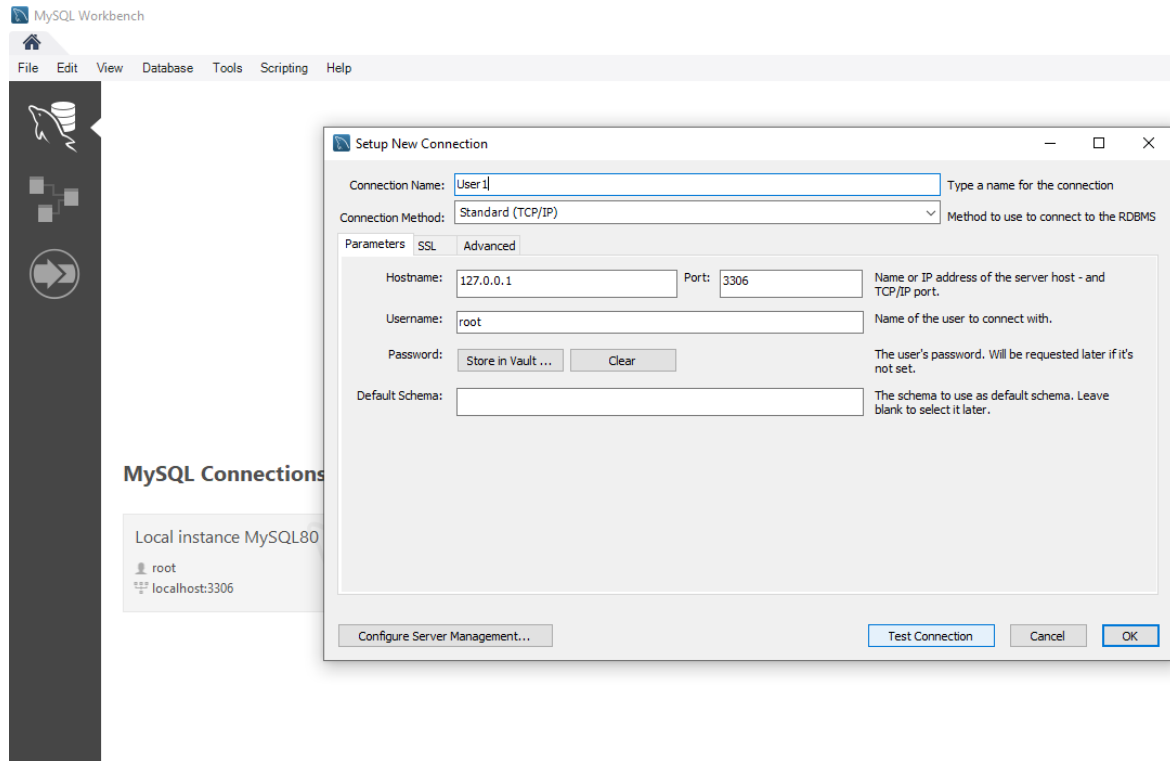 MySQL Workbench
File Edit View Database Tools Scripting Help
Setup New Connection
Connection Name: User1 Type a name for the connection
Connection Method: Standard (TCP/IP) Method to use to connect to the RDBMS
Parameters SSL Advanced
Hostname: 127.0.0.1 Port: 3306 Name or IP address of the server host - and
TCP/IP port.
Username: root Name of the user to connect with.
Password: Store in Vault ... Clear The user's password. Will be requested later if it's
not set.
Default Schema: The schema to use as default schema. Leave
blank to select it later.
MySQL Connections
Local instance MySQL80
root
localhost:3306
Configure Server Management... Test Connection Cancel OK